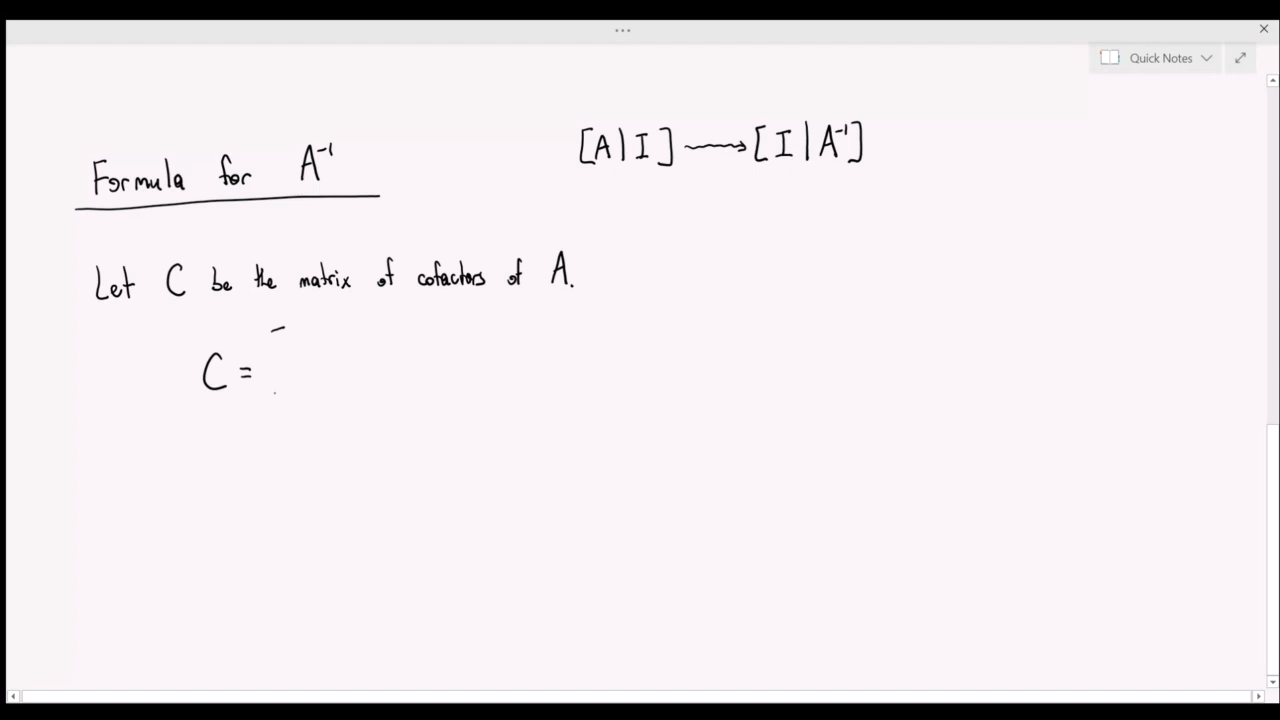 Quick Notes
Formula for A⁻¹
[A | I] ⟶ [I | A⁻¹]
Let C be the matrix of cofactors of A.
C =